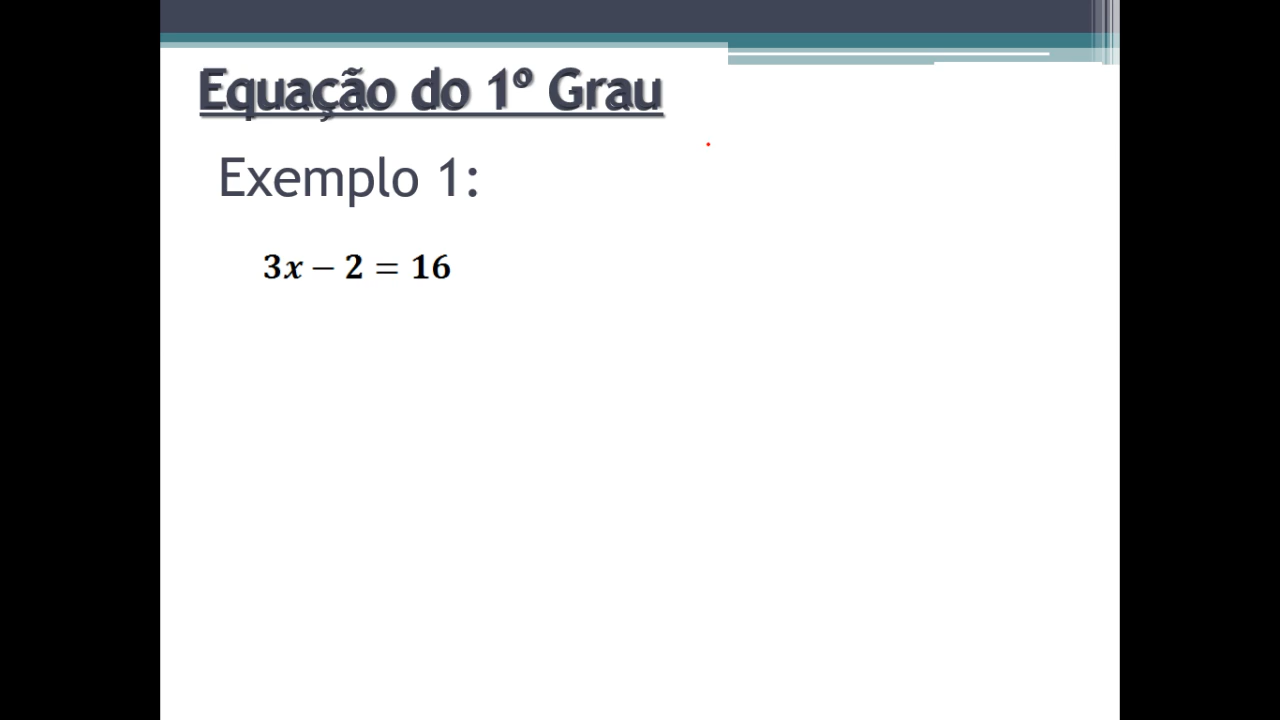 Equação do 1º Grau
Exemplo 1:
3x − 2 = 16